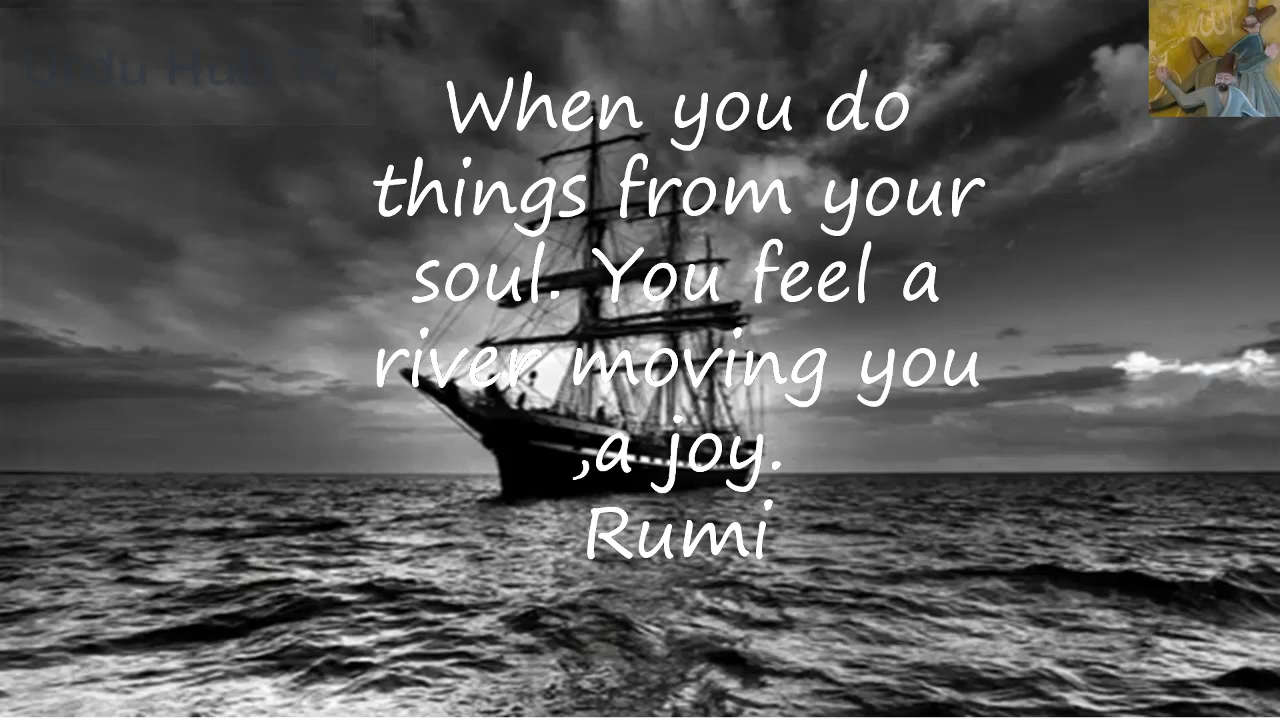 When you do
things from your
soul. You feel a
river moving you
,a joy.
Rumi